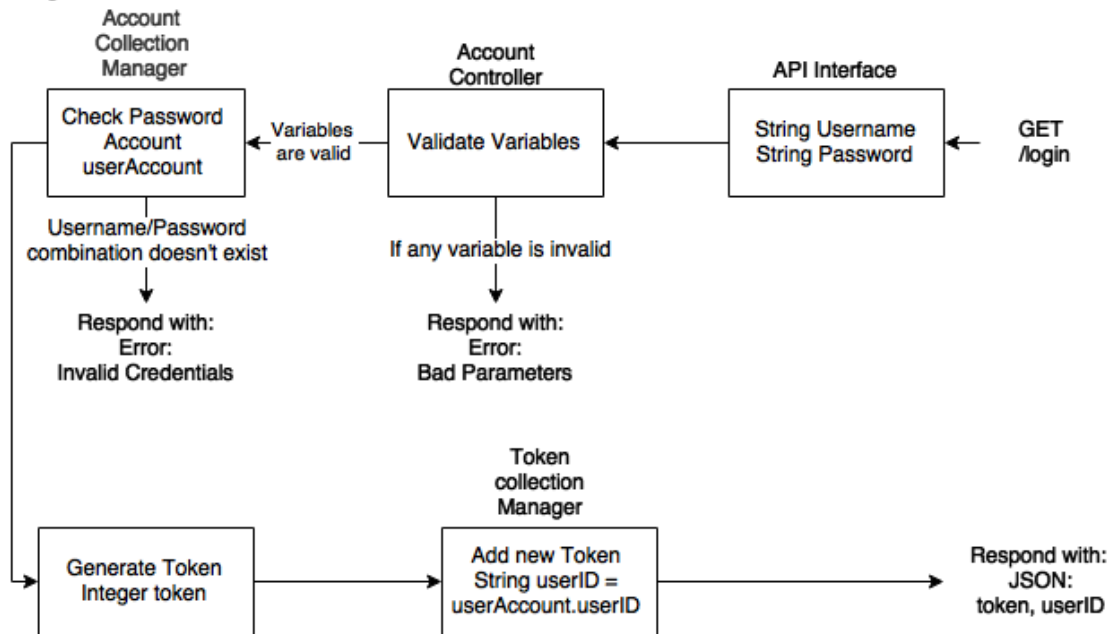 Account
Collection
Manager
Check Password
Account
userAccount
Variables
are valid
Account
Controller
Validate Variables
API Interface
String Username
String Password
GET
/login
Username/Password
combination doesn't exist
Respond with:
Error:
Invalid Credentials
If any variable is invalid
Respond with:
Error:
Bad Parameters
Generate Token
Integer token
Token
collection
Manager
Add new Token
String userID =
userAccount.userID
Respond with:
JSON:
token, userID